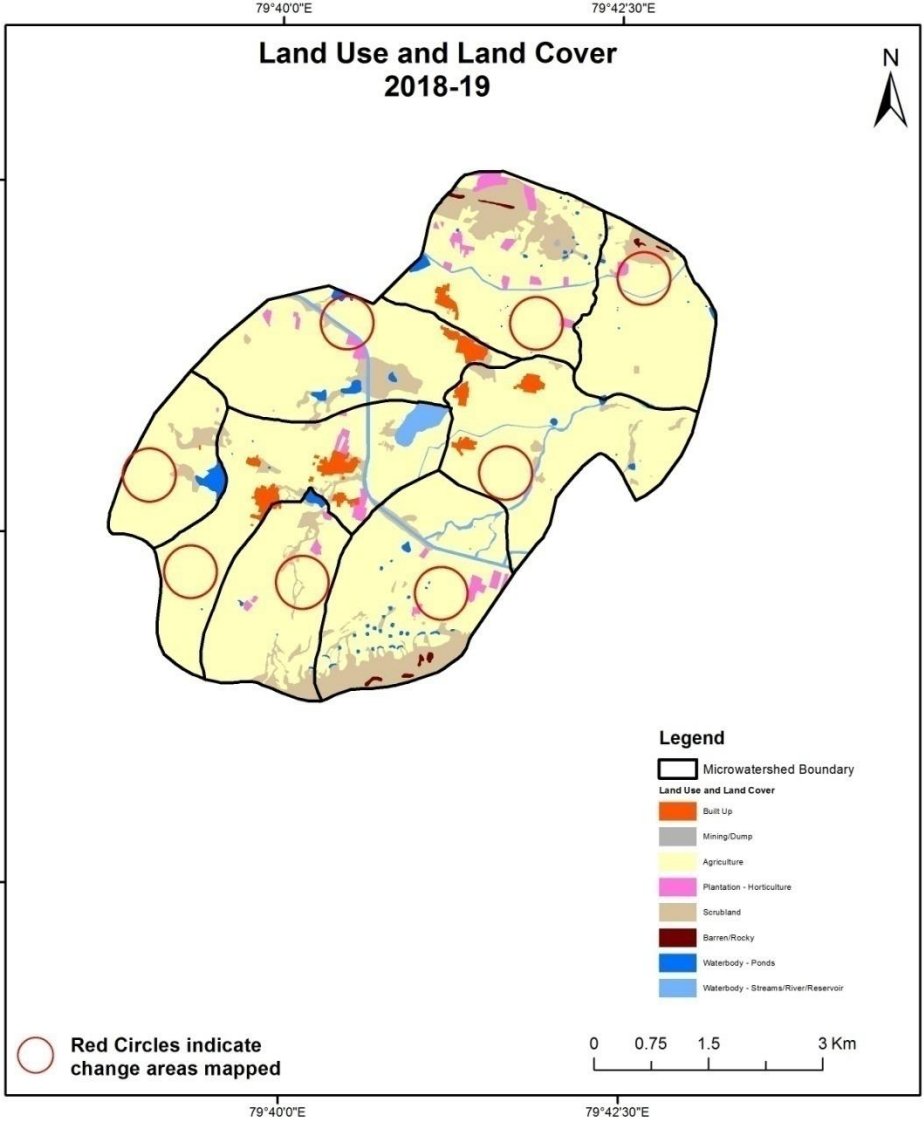 79°40'0"E
79°42'30"E
Land Use and Land Cover
2018-19
N
Legend
Microwatershed Boundary
Land Use and Land Cover
Built Up
Mining/Dump
Agriculture
Plantation - Horticulture
Scrubland
Barren/Rocky
Waterbody - Ponds
Waterbody - Streams/River/Reservoir
Red Circles indicate
change areas mapped
0 0.75 1.5 3 Km
79°40'0"E
79°42'30"E